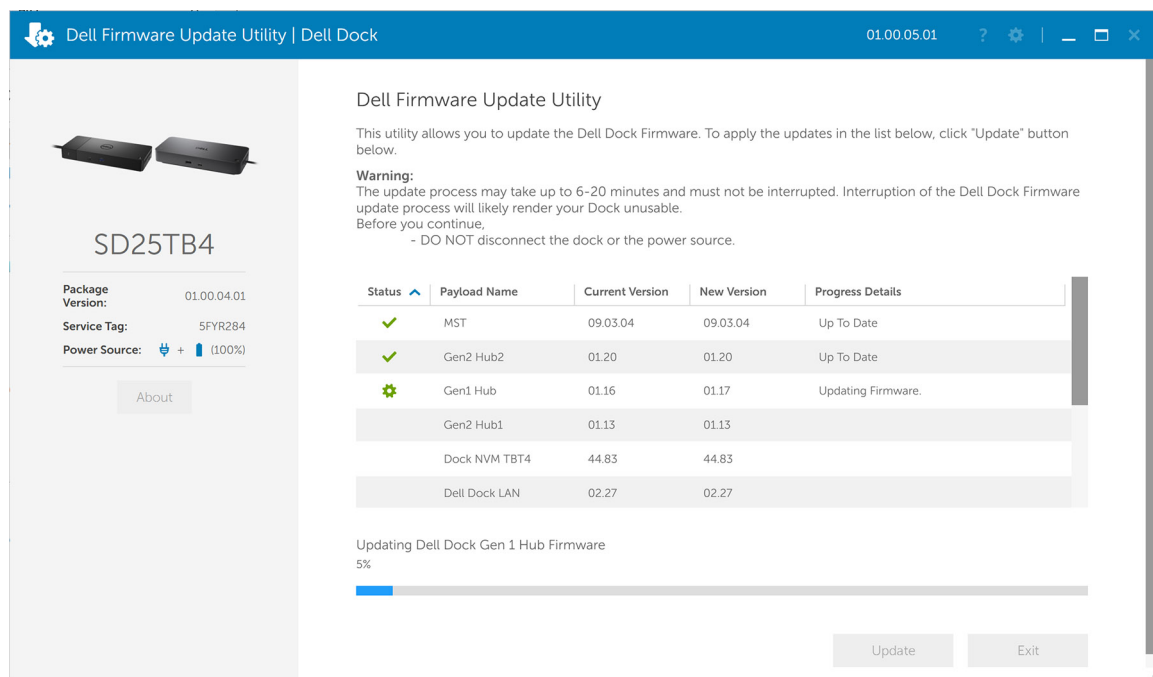 Dell Firmware Update Utility | Dell Dock
01.00.05.01
?
Dell Firmware Update Utility
This utility allows you to update the Dell Dock Firmware. To apply the updates in the list below, click "Update" button
below.
Warning:
The update process may take up to 6-20 minutes and must not be interrupted. Interruption of the Dell Dock Firmware
update process will likely render your Dock unusable.
Before you continue,
- DO NOT disconnect the dock or the power source.
SD25TB4
Package Version: 01.00.04.01
Service Tag: 5FYR284
Power Source: + (100%)
About
Status Payload Name Current Version New Version Progress Details
MST 09.03.04 09.03.04 Up To Date
Gen2 Hub2 01.20 01.20 Up To Date
Gen1 Hub 01.16 01.17 Updating Firmware.
Gen2 Hub1 01.13 01.13
Dock NVM TBT4 44.83 44.83
Dell Dock LAN 02.27 02.27
Updating Dell Dock Gen 1 Hub Firmware
5%
Update Exit